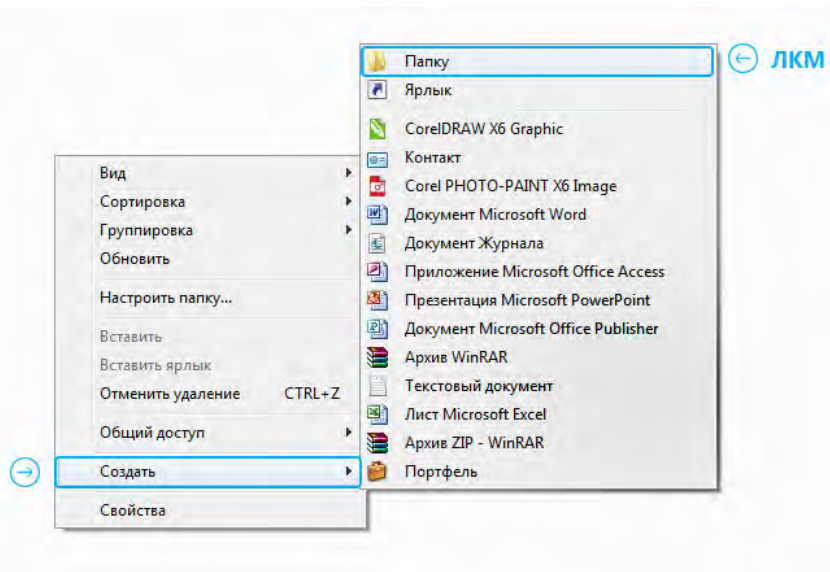 Папку
ЛКМ
Ярлык
CorelDRAW X6 Graphic
Контакт
Corel PHOTO-PAINT X6 Image
Документ Microsoft Word
Документ Журнала
Приложение Microsoft Office Access
Презентация Microsoft PowerPoint
Документ Microsoft Office Publisher
Архив WinRAR
Текстовый документ
Лист Microsoft Excel
Архив ZIP - WinRAR
Портфель
Вид
Сортировка
Группировка
Обновить
Настроить папку...
Вставить
Вставить ярлык
Отменить удаление CTRL+Z
Общий доступ
Создать
Свойства